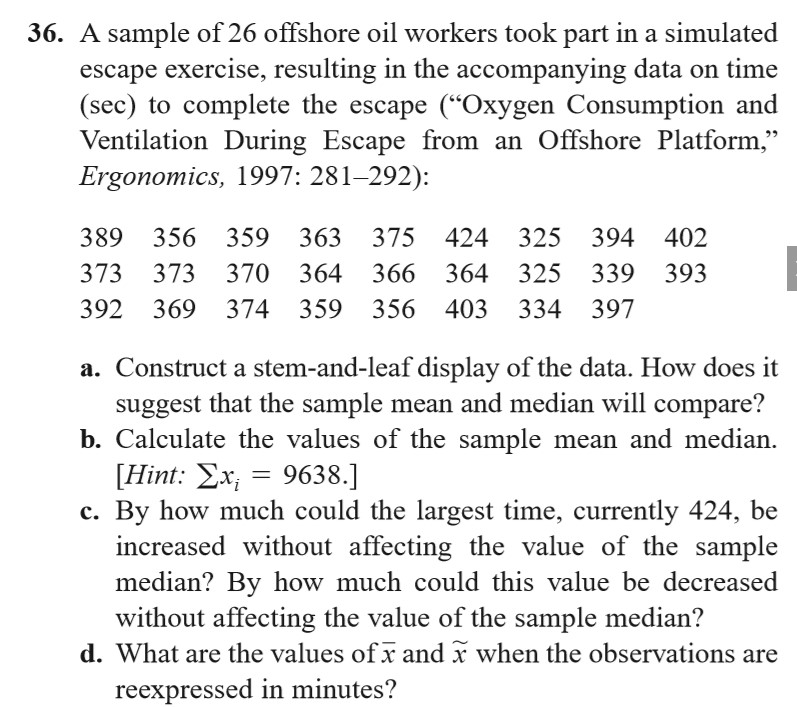 36. A sample of 26 offshore oil workers took part in a simulated
escape exercise, resulting in the accompanying data on time
(sec) to complete the escape (“Oxygen Consumption and
Ventilation During Escape from an Offshore Platform,”
Ergonomics, 1997: 281–292):
389 356 359 363 375 424 325 394 402
373 373 370 364 366 364 325 339 393
392 369 374 359 356 403 334 397
a. Construct a stem-and-leaf display of the data. How does it
suggest that the sample mean and median will compare?
b. Calculate the values of the sample mean and median.
[Hint: ∑xᵢ = 9638.]
c. By how much could the largest time, currently 424, be
increased without affecting the value of the sample
median? By how much could this value be decreased
without affecting the value of the sample median?
d. What are the values of x̄ and x̃ when the observations are
reexpressed in minutes?